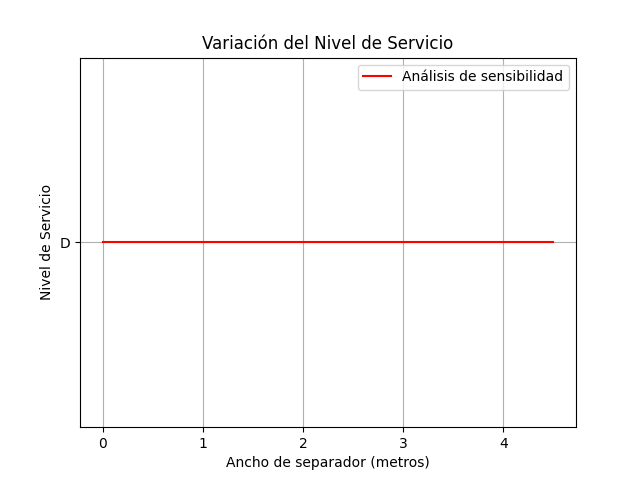 Variación del Nivel de Servicio
Análisis de sensibilidad
Nivel de Servicio
D
0 1 2 3 4
Ancho de separador (metros)